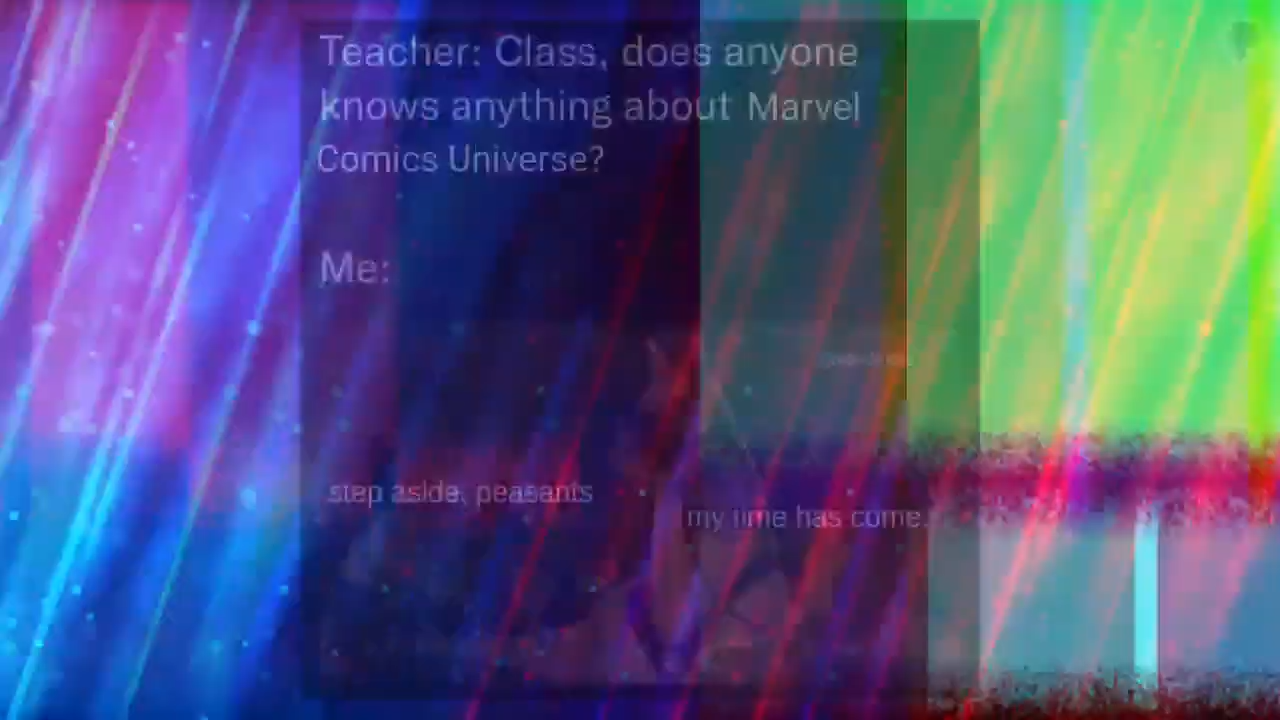 Teacher: Class, does anyone
knows anything about Marvel
Comics Universe?
Me:
step aside, peasants
my time has come.